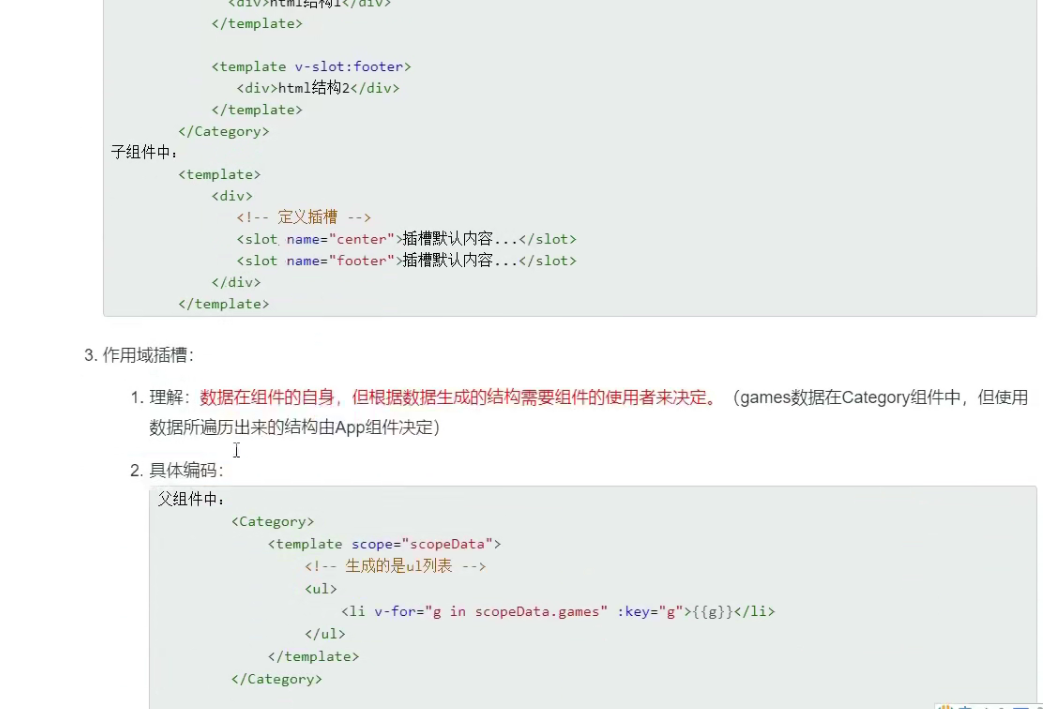 <div>html结构1</div>
</template>
<template v-slot:footer>
<div>html结构2</div>
</template>
</Category>
子组件中：
<template>
<div>
<!-- 定义插槽 -->
<slot name="center">插槽默认内容...</slot>
<slot name="footer">插槽默认内容...</slot>
</div>
</template>
3. 作用域插槽：
1. 理解：数据在组件的自身，但根据数据生成的结构需要组件的使用者来决定。（games数据在Category组件中，但使用
数据所遍历出来的结构由App组件决定）
2. 具体编码：
父组件中：
<Category>
<template scope="scopeData">
<!-- 生成的是ul列表 -->
<ul>
<li v-for="g in scopeData.games" :key="g">{{g}}</li>
</ul>
</template>
</Category>